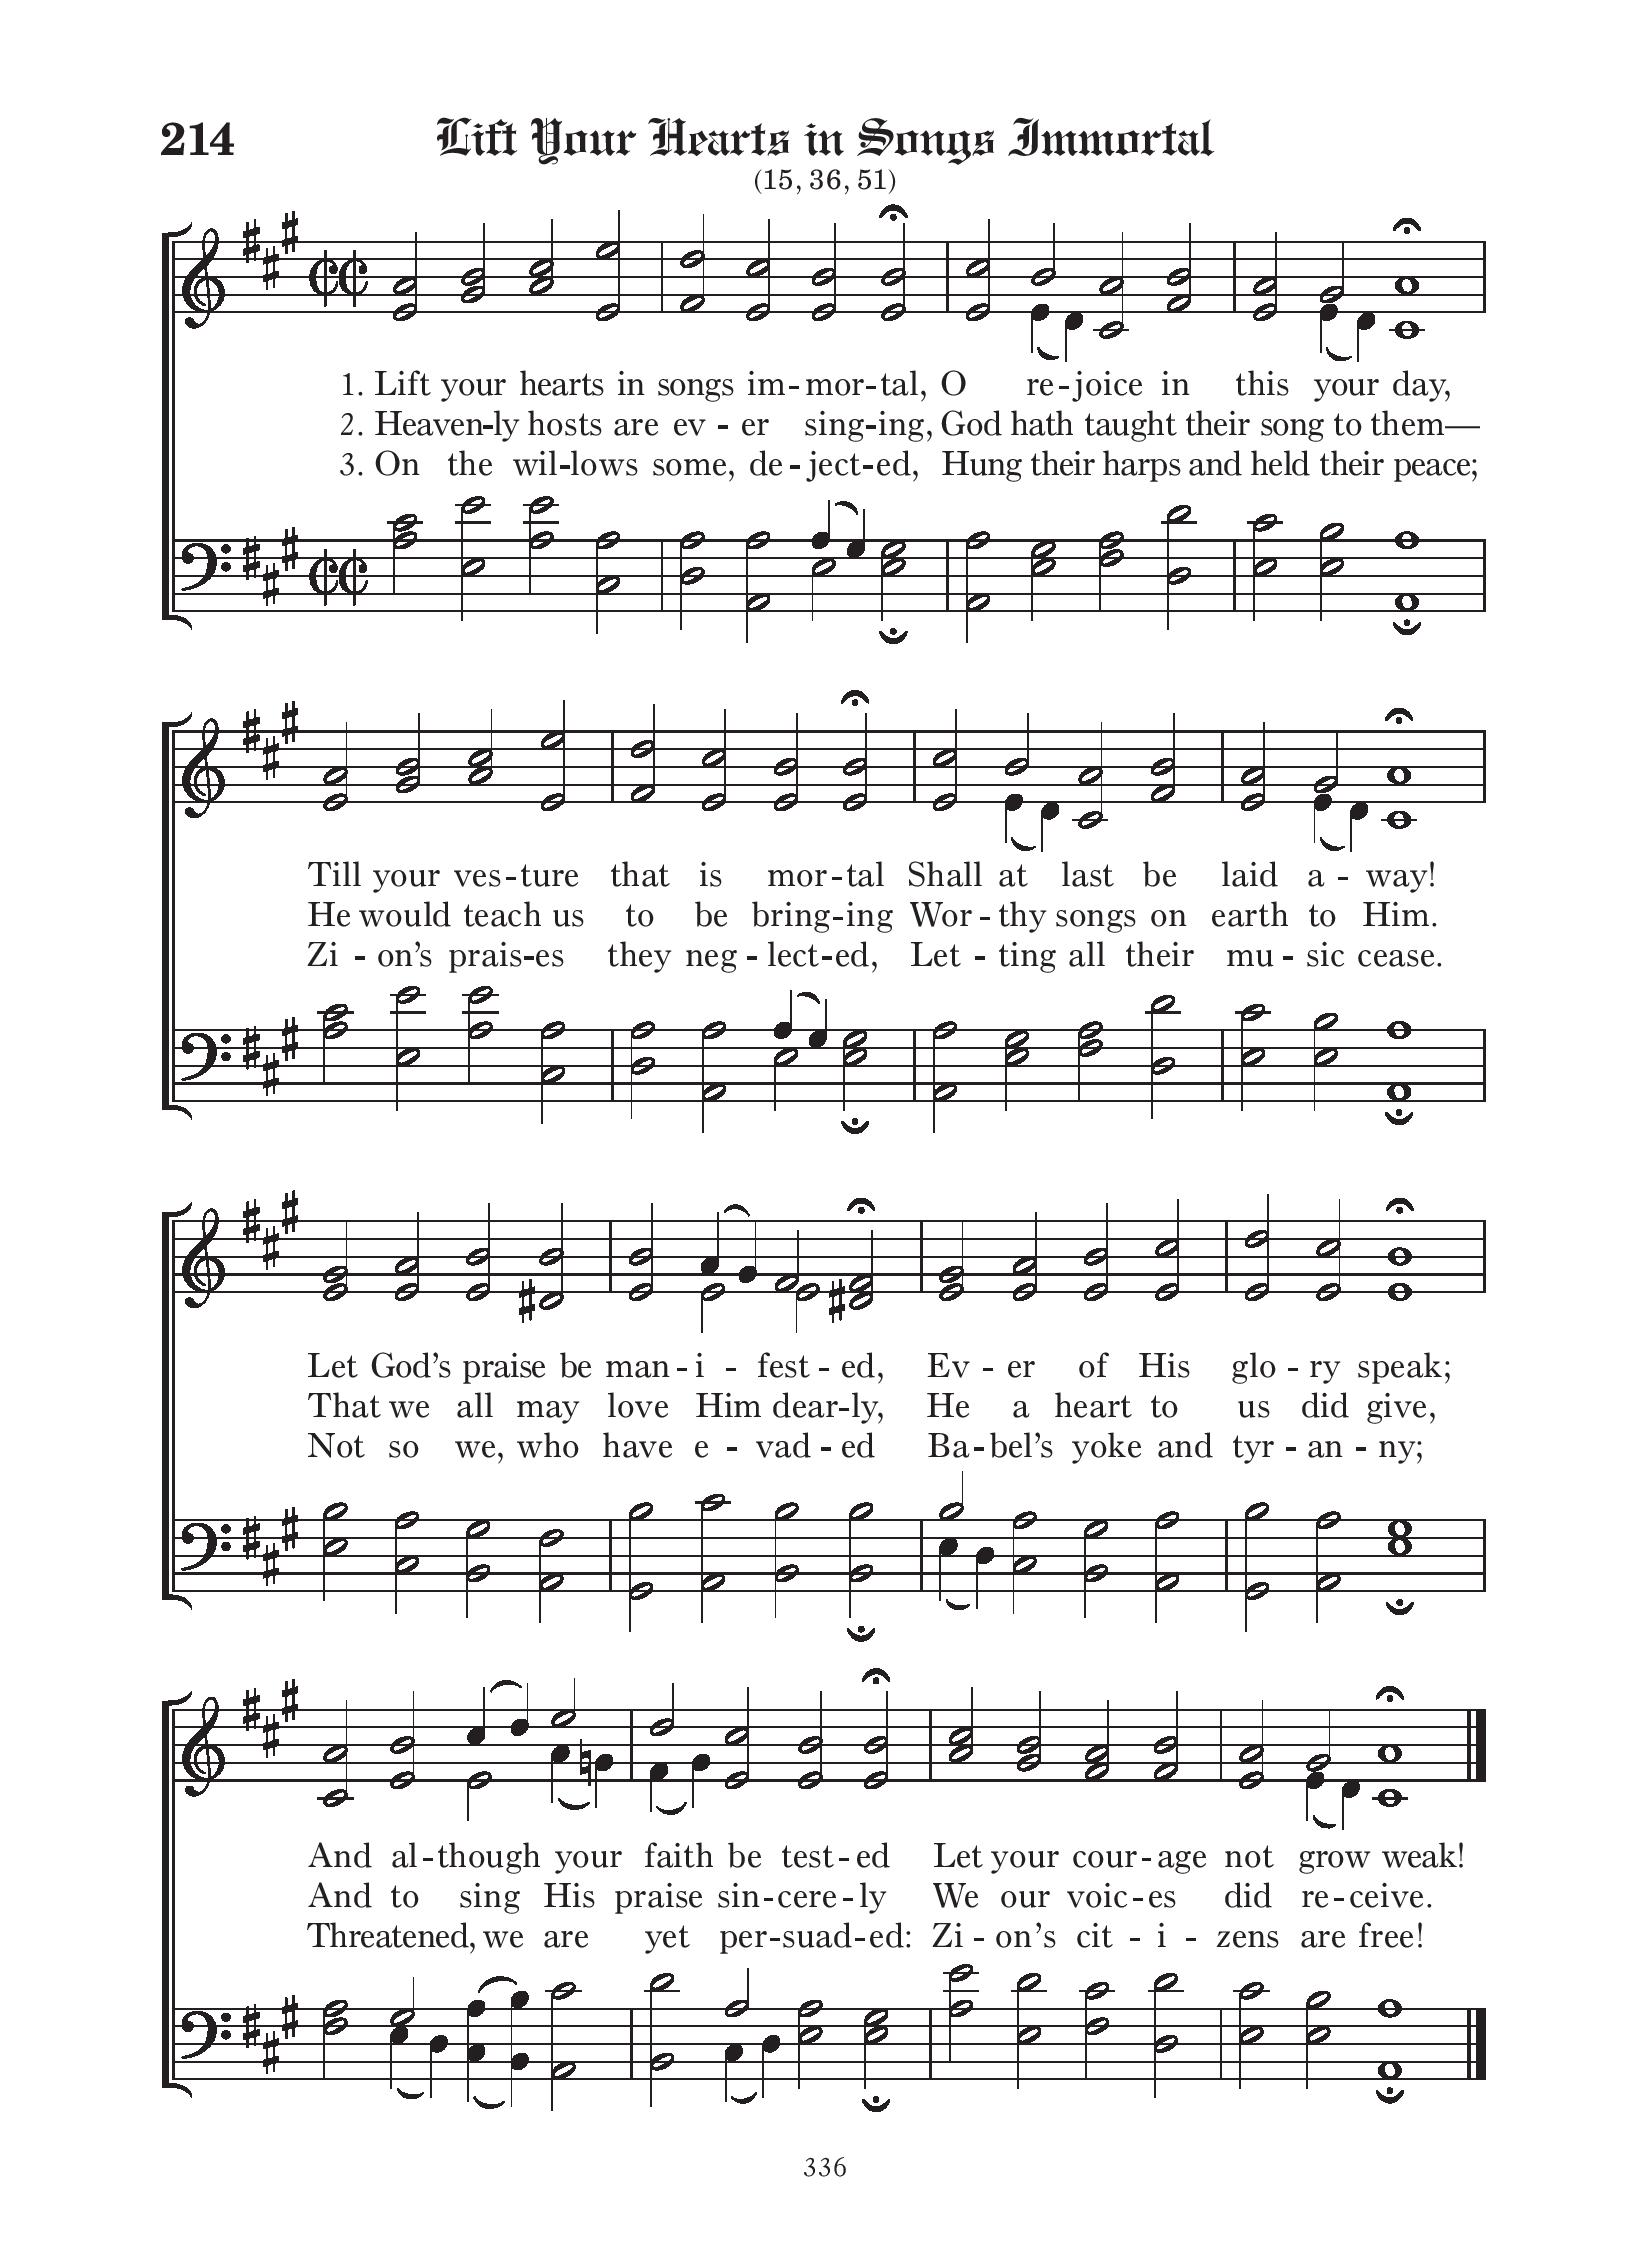 214 Lift Your Hearts in Songs Immortal
(15, 36, 51)
1. Lift your hearts in songs im-mor-tal, O re-joice in this your day,
2. Heaven-ly hosts are ev-er sing-ing, God hath taught their song to them—
3. On the wil-lows some, de-ject-ed, Hung their harps and held their peace;
Till your ves-ture that is mor-tal Shall at last be laid a-way!
He would teach us to be bring-ing Wor-thy songs on earth to Him.
Zi-on’s prais-es they neg-lect-ed, Let-ting all their mu-sic cease.
Let God’s praise be man-i-fest-ed, Ev-er of His glo-ry speak;
That we all may love Him dear-ly, He a heart to us did give,
Not so we, who have e-vad-ed Ba-bel’s yoke and tyr-an-ny;
And al-though your faith be test-ed Let your cour-age not grow weak!
And to sing His praise sin-cere-ly We our voic-es did re-ceive.
Threatened, we are yet per-suad-ed: Zi-on’s cit-i-zens are free!
336